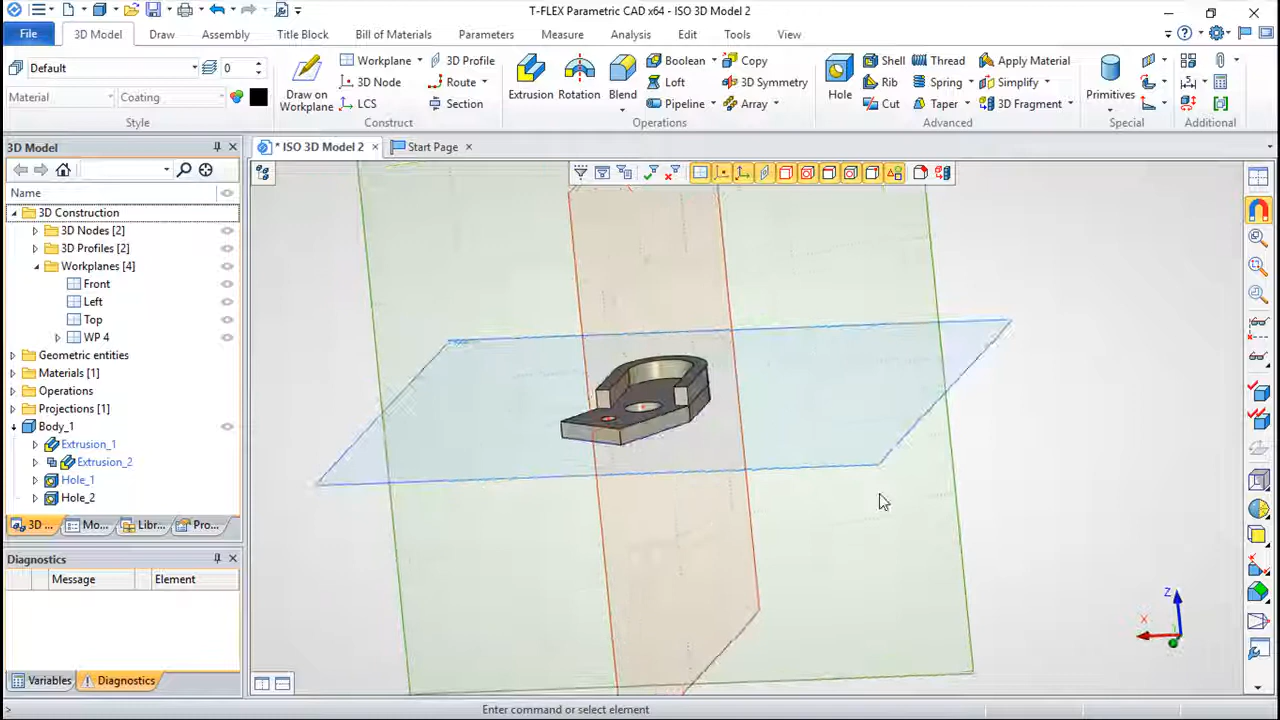 T-FLEX Parametric CAD x64 - ISO 3D Model 2
File
3D Model
Draw
Assembly
Title Block
Bill of Materials
Parameters
Measure
Analysis
Edit
Tools
View
Default
0
Material
Coating
Style
Draw on
Workplane
Workplane
3D Profile
3D Node
Route
LCS
Section
Construct
Extrusion
Rotation
Blend
Boolean
Copy
Loft
3D Symmetry
Pipeline
Array
Operations
Hole
Shell
Thread
Apply Material
Rib
Spring
Simplify
Cut
Taper
3D Fragment
Advanced
Primitives
Special
Additional
3D Model
* ISO 3D Model 2
Start Page
Name
3D Construction
3D Nodes [2]
3D Profiles [2]
Workplanes [4]
Front
Left
Top
WP 4
Geometric entities
Materials [1]
Operations
Projections [1]
Body_1
Extrusion_1
Extrusion_2
Hole_1
Hole_2
3D ...
Mo...
Libr...
Pro...
Diagnostics
Message
Element
Variables
Diagnostics
Z
X
>
Enter command or select element